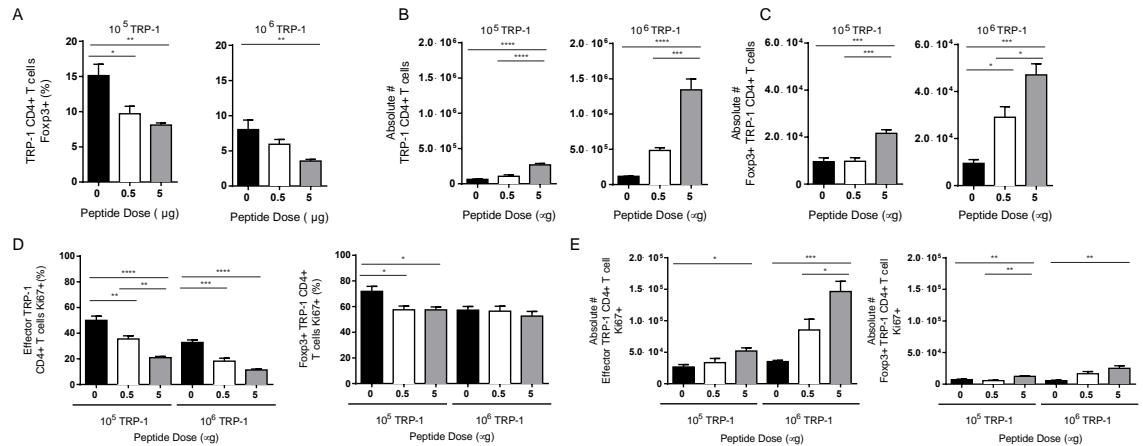 A
10⁵ TRP-1
10⁶ TRP-1
TRP-1 CD4+ T cells
Foxp3+ (%)
25
20
15
10
5
0
**
*
0 0.5 5
Peptide Dose ( µg)
25
20
15
10
5
0
**
0 0.5 5
Peptide Dose ( µg)
B
10⁵ TRP-1
10⁶ TRP-1
Absolute #
TRP-1 CD4+ T cells
2.0· 10⁶
1.5· 10⁶
1.0· 10⁶
5.0· 10⁵
0
****
****
0 0.5 5
Peptide Dose (∝g)
2.0· 10⁶
1.5· 10⁶
1.0· 10⁶
5.0· 10⁵
0
****
***
0 0.5 5
Peptide Dose (∝g)
C
10⁵ TRP-1
10⁶ TRP-1
Absolute #
Foxp3+ TRP-1 CD4+ T cells
6.0· 10⁴
4.0· 10⁴
2.0· 10⁴
0
***
***
0 0.5 5
Peptide Dose (∝g)
6.0· 10⁴
4.0· 10⁴
2.0· 10⁴
0
***
*
*
0 0.5 5
Peptide Dose (∝g)
D
Effector TRP-1
CD4+ T cells Ki67+(%)
100
80
60
40
20
0
****
**
**
****
***
0 0.5 5 0 0.5 5
10⁵ TRP-1 10⁶ TRP-1
Peptide Dose (∝g)
Foxp3+ TRP-1 CD4+
T cells Ki67+ (%)
100
80
60
40
20
0
*
*
0 0.5 5 0 0.5 5
10⁵ TRP-1 10⁶ TRP-1
Peptide Dose (∝g)
E
Absolute #
Effector TRP-1 CD4+ T cell
Ki67+
2.0· 10⁵
1.5· 10⁵
1.0· 10⁵
5.0· 10⁴
0
*
***
*
0 0.5 5 0 0.5 5
10⁵ TRP-1 10⁶ TRP-1
Peptide Dose (∝g)
Absolute #
Foxp3+ TRP-1 CD4+ T cell
Ki67+
2.0· 10⁵
1.5· 10⁵
1.0· 10⁵
5.0· 10⁴
0
**
**
**
0 0.5 5 0 0.5 5
10⁵ TRP-1 10⁶ TRP-1
Peptide Dose (∝g)